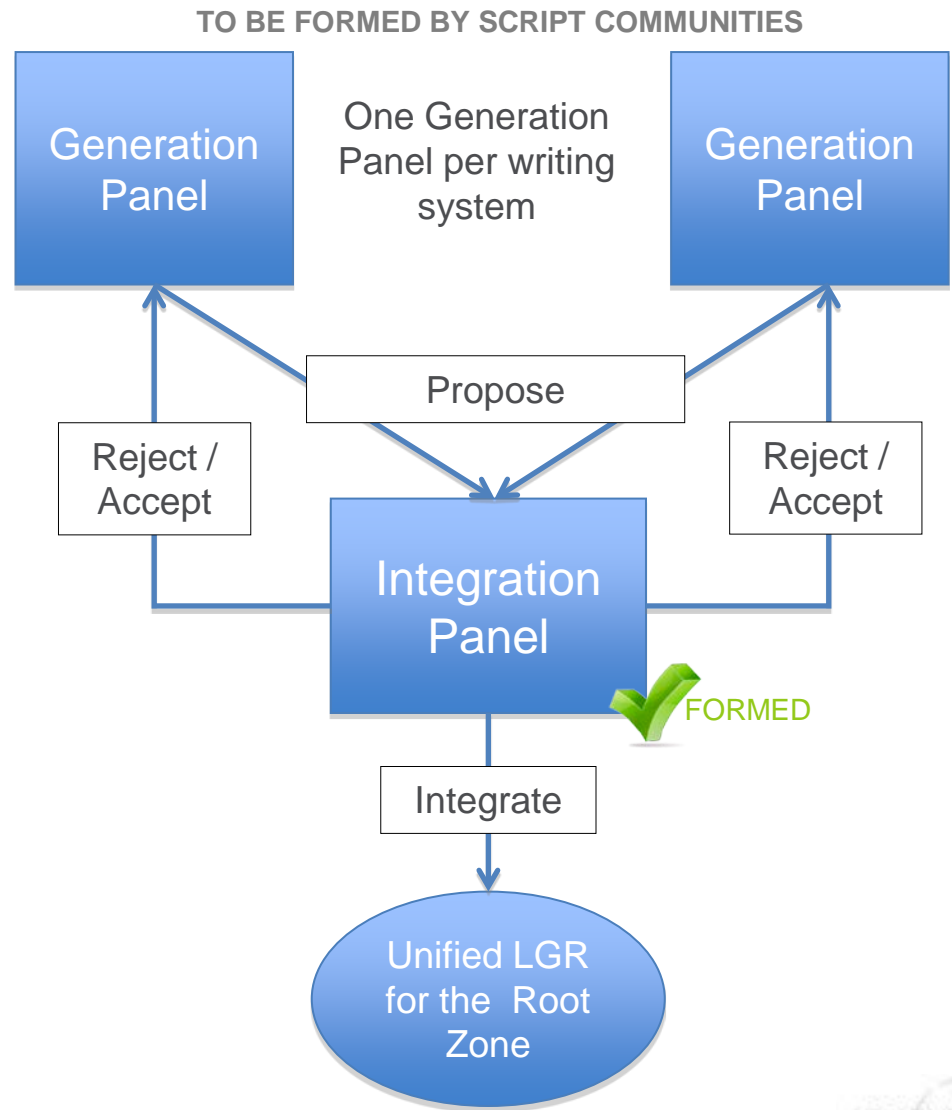 TO BE FORMED BY SCRIPT COMMUNITIES
Generation
Panel
One Generation
Panel per writing
system
Generation
Panel
Propose
Reject /
Accept
Reject /
Accept
Integration
Panel
FORMED
Integrate
Unified LGR
for the Root
Zone